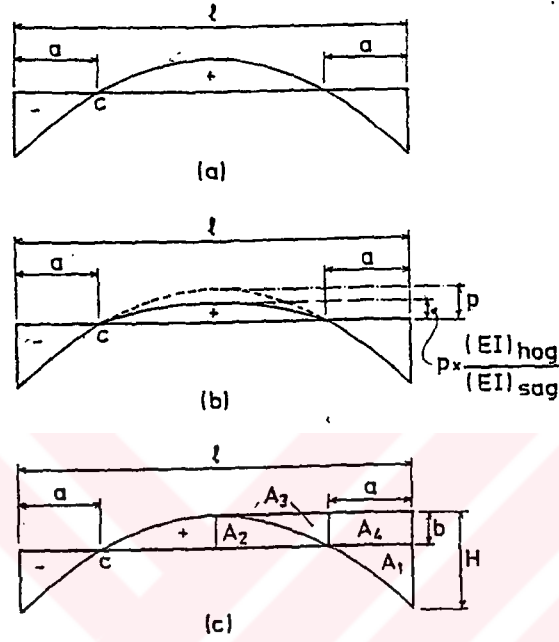 ℓ
a a
+
- c
(a)
ℓ
a a
+ p
- c
p x (EI)hog
(EI)sag
(b)
ℓ
a A3 a
+ A2 A4 b H
- c A1
(c)